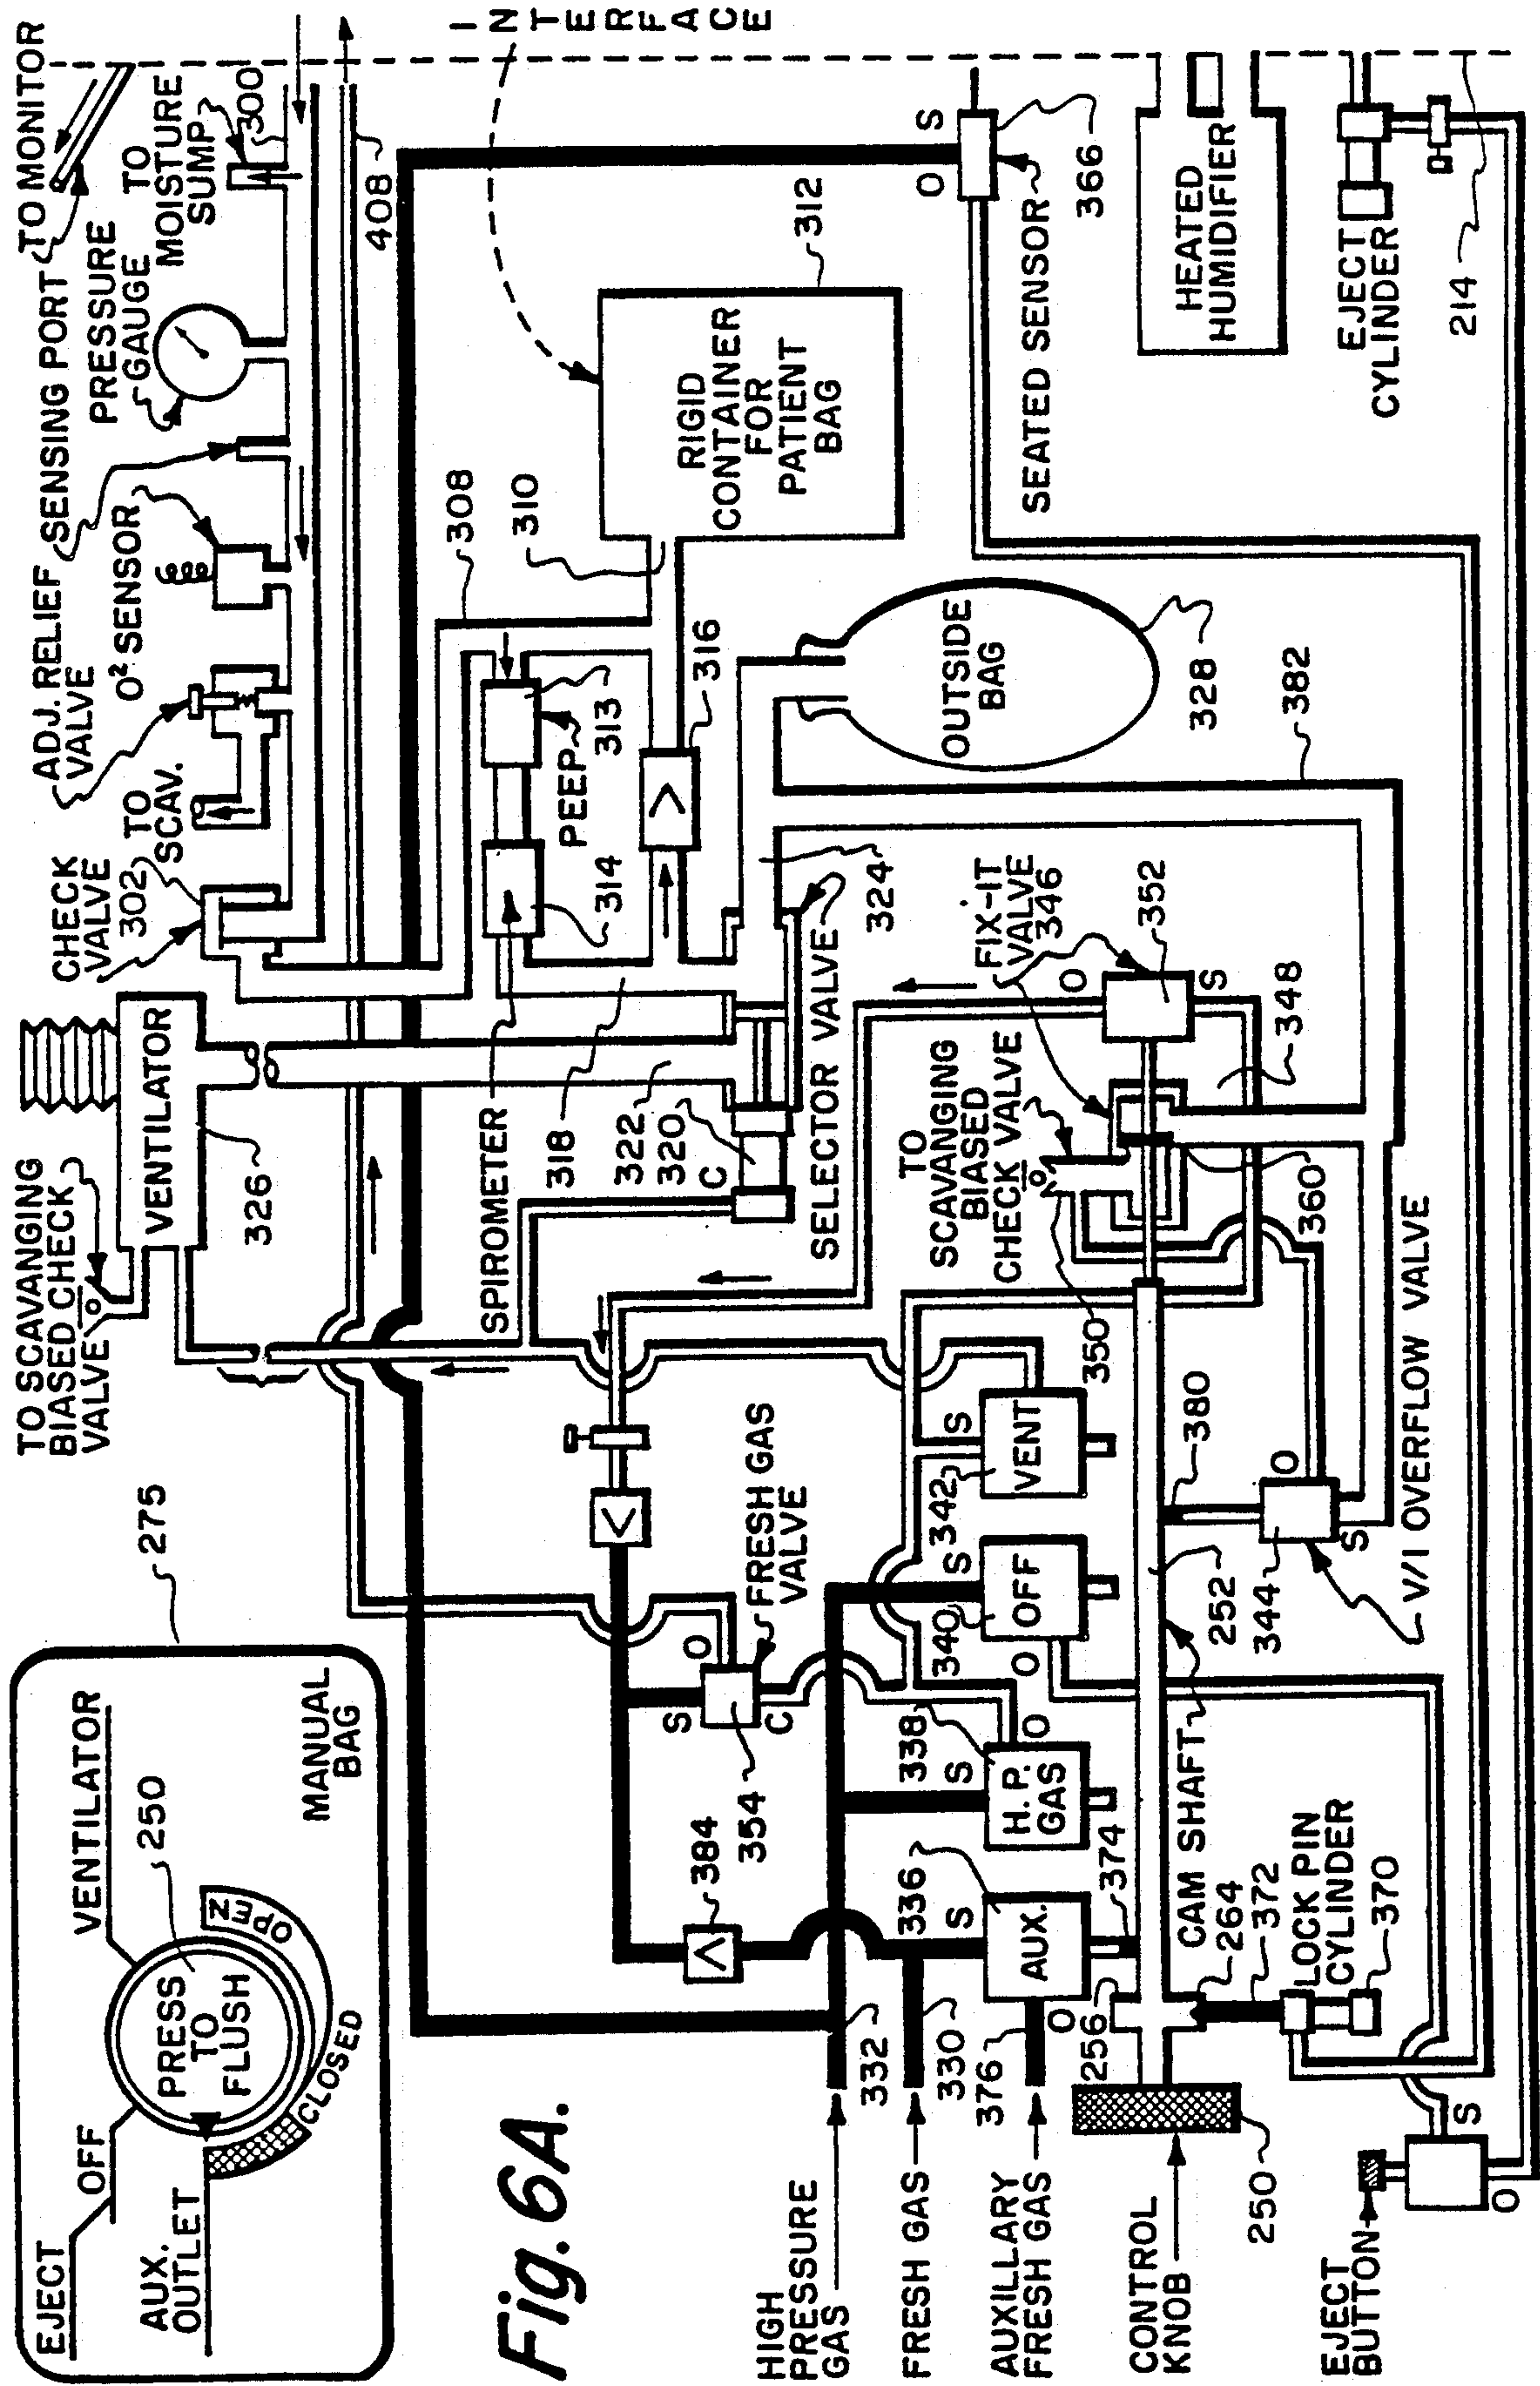 Fig. 6A.
EJECT
OFF
VENTILATOR
AUX.
OUTLET
PRESS
TO
FLUSH
OPEN
CLOSED
MANUAL
BAG
250
275
TO SCAVANGING
BIASED CHECK
VALVE
VENTILATOR
326
CHECK
VALVE
302
TO
SCAV.
ADJ. RELIEF
VALVE
O2 SENSOR
SENSING PORT
TO MONITOR
PRESSURE
GAUGE
TO
MOISTURE
SUMP
300
408
INTERFACE
SPIROMETER
318
322
320
C
314
PEEP
313
308
310
316
RIGID
CONTAINER
FOR
PATIENT
BAG
312
SELECTOR VALVE
324
OUTSIDE
BAG
328
382
O
S
SEATED SENSOR
366
HEATED
HUMIDIFIER
EJECT
CYLINDER
214
FRESH GAS
VALVE
S
O
C
354
384
TO
SCAVANGING
BIASED
CHECK VALVE
350
FIX-IT
VALVE
346
O
S
352
348
360
HIGH
PRESSURE
GAS
332
FRESH GAS
330
AUXILLARY
FRESH GAS
376
336
S
AUX.
O
374
338
S
H.P.
GAS
O
340
S
OFF
O
342
S
VENT
CONTROL
KNOB
250
256
264
CAM SHAFT
252
380
372
LOCK PIN
CYLINDER
370
344
O
S
V/I OVERFLOW VALVE
EJECT
BUTTON
S
O